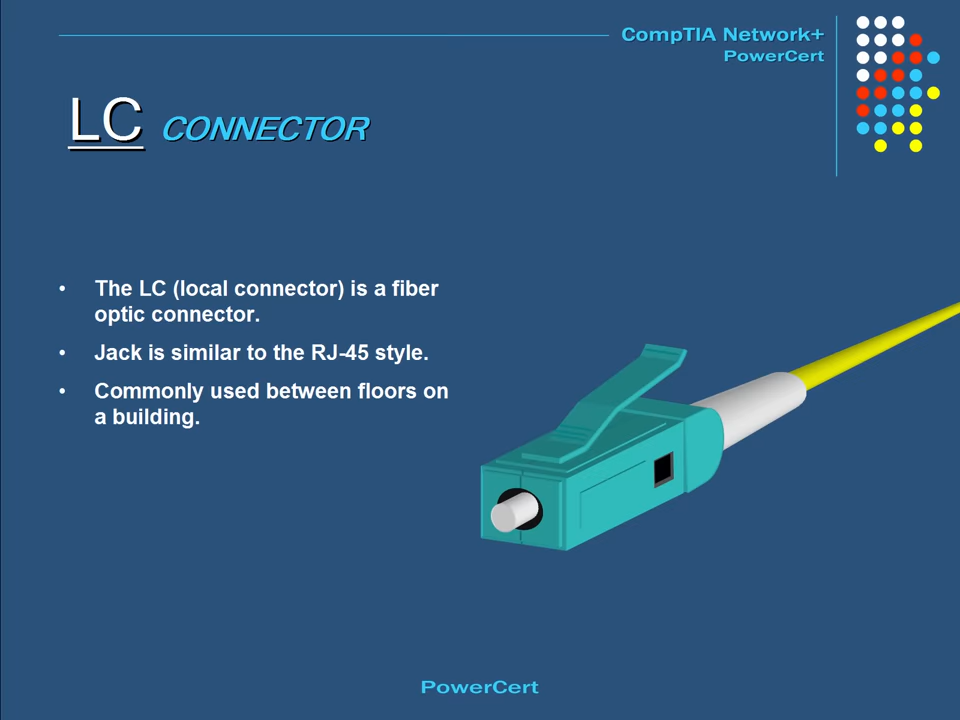 CompTIA Network+
PowerCert
LC CONNECTOR
• The LC (local connector) is a fiber
optic connector.
• Jack is similar to the RJ-45 style.
• Commonly used between floors on
a building.
PowerCert